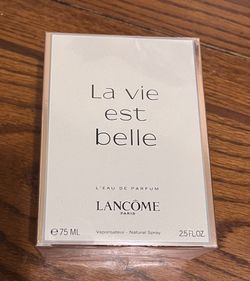 La vie
est
belle
L'EAU DE PARFUM
LANCÔME
PARIS
℮ 75 ML Vaporisateur - Natural Spray 2.5 FL.OZ.